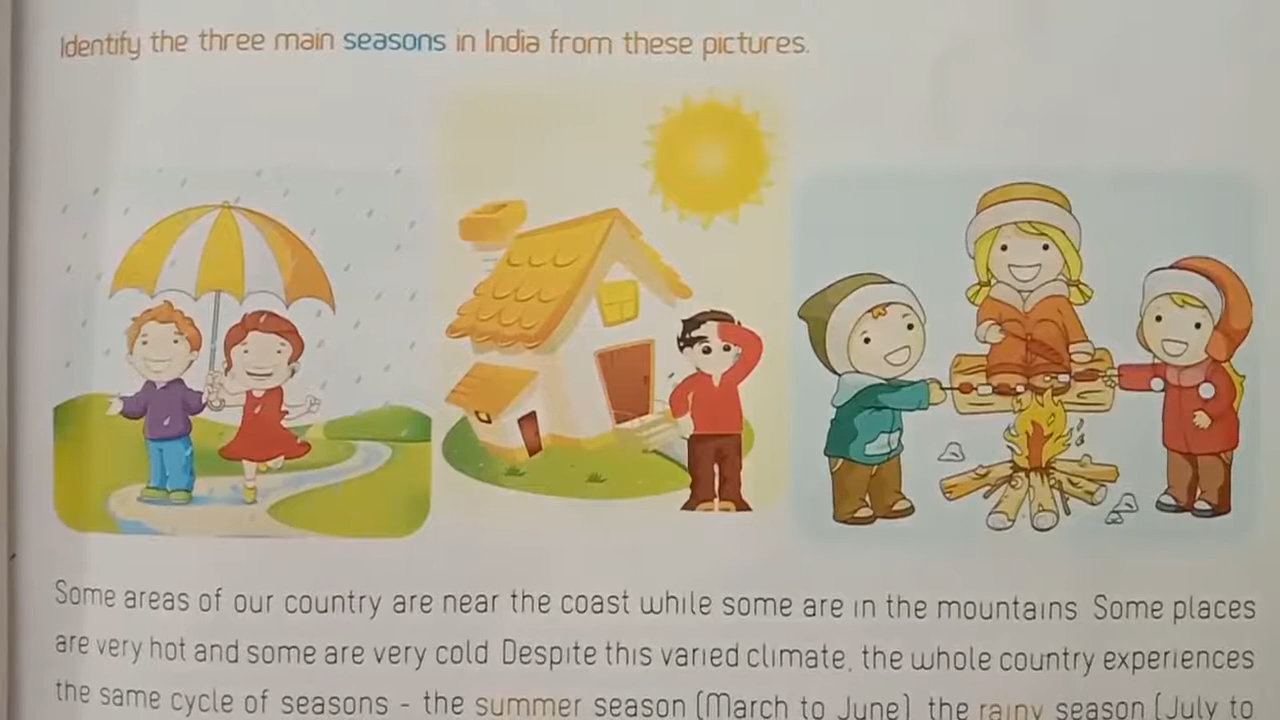 Identify the three main seasons in India from these pictures.
Some areas of our country are near the coast while some are in the mountains Some places
are very hot and some are very cold Despite this varied climate, the whole country experiences
the same cycle of seasons - the summer season (March to June) the rainy season (July to